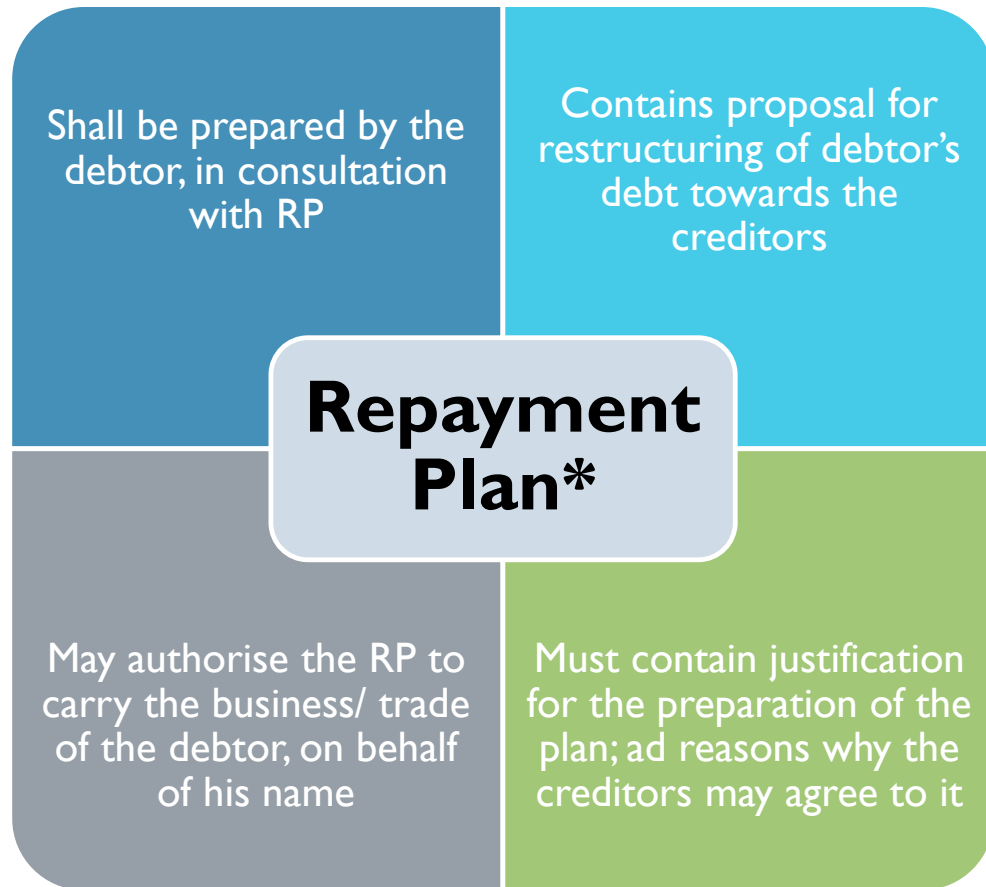 Shall be prepared by the
debtor, in consultation
with RP
Contains proposal for
restructuring of debtor's
debt towards the
creditors
Repayment
Plan*
May authorise the RP to
carry the business/ trade
of the debtor, on behalf
of his name
Must contain justification
for the preparation of the
plan; ad reasons why the
creditors may agree to it